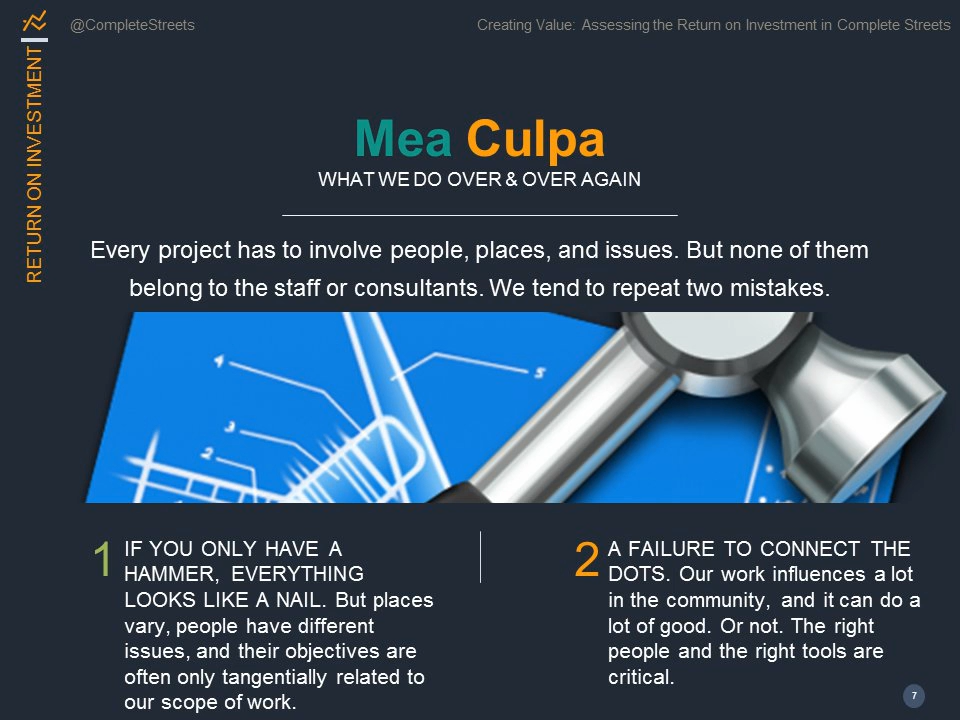 @CompleteStreets
Creating Value: Assessing the Return on Investment in Complete Streets
RETURN ON INVESTMENT
Mea Culpa
WHAT WE DO OVER & OVER AGAIN
Every project has to involve people, places, and issues. But none of them
belong to the staff or consultants. We tend to repeat two mistakes.
4
5
3
2
1
IF YOU ONLY HAVE A
HAMMER, EVERYTHING
LOOKS LIKE A NAIL. But places
vary, people have different
issues, and their objectives are
often only tangentially related to
our scope of work.
2
A FAILURE TO CONNECT THE
DOTS. Our work influences a lot
in the community, and it can do a
lot of good. Or not. The right
people and the right tools are
critical.
7